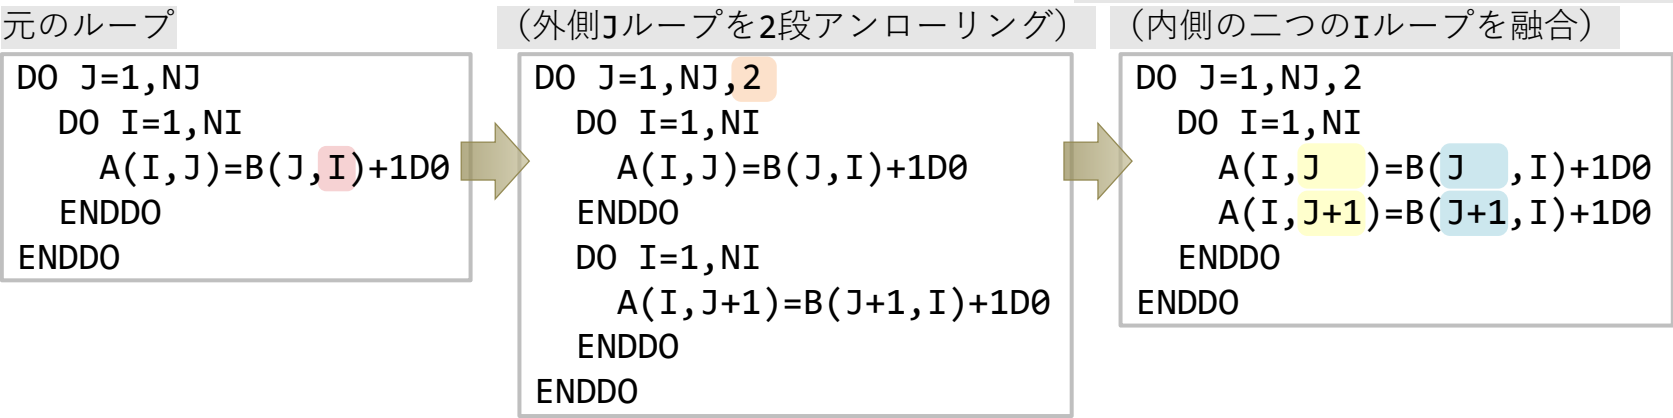 元のループ
DO J=1,NJ
  DO I=1,NI
    A(I,J)=B(J,I)+1D0
  ENDDO
ENDDO
（外側Jループを2段アンローリング）
DO J=1,NJ,2
  DO I=1,NI
    A(I,J)=B(J,I)+1D0
  ENDDO
  DO I=1,NI
    A(I,J+1)=B(J+1,I)+1D0
  ENDDO
ENDDO
（内側の二つのIループを融合）
DO J=1,NJ,2
  DO I=1,NI
    A(I,J  )=B(J  ,I)+1D0
    A(I,J+1)=B(J+1,I)+1D0
  ENDDO
ENDDO